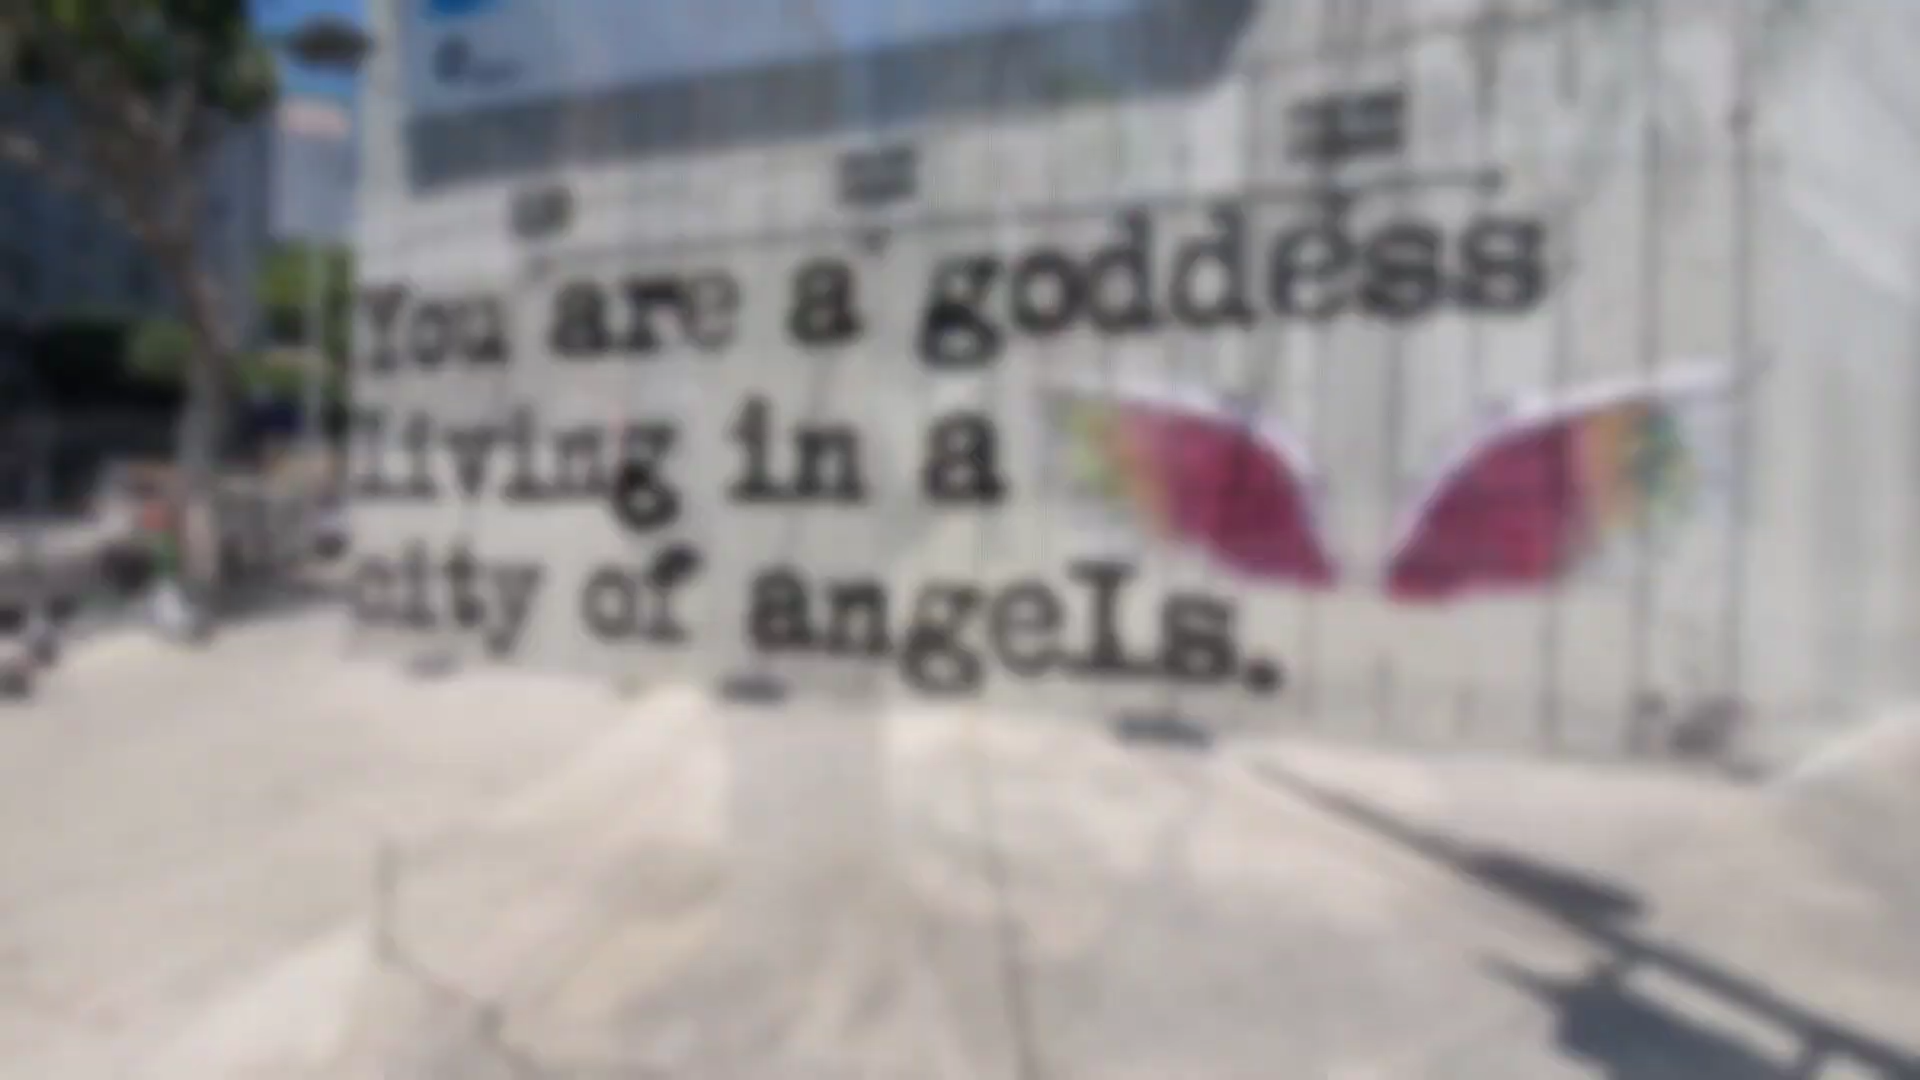 You are a goddess
living in a
city of angels.